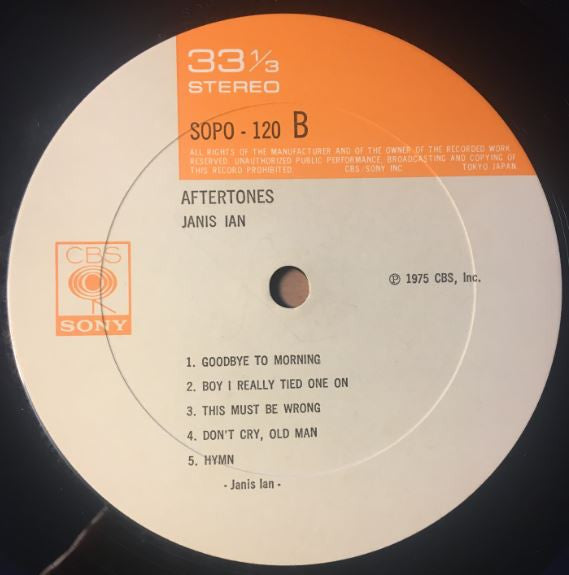 33 1/3
STEREO
SOPO - 120 B
ALL RIGHTS OF THE MANUFACTURER AND OF THE OWNER OF THE RECORDED WORK
RESERVED. UNAUTHORIZED PUBLIC PERFORMANCE, BROADCASTING AND COPYING OF
THIS RECORD PROHIBITED CBS/SONY INC TOKYO JAPAN
AFTERTONES
JANIS IAN
CBS
SONY
℗ 1975 CBS, Inc.
1. GOODBYE TO MORNING
2. BOY I REALLY TIED ONE ON
3. THIS MUST BE WRONG
4. DON'T CRY, OLD MAN
5. HYMN
- Janis Ian -